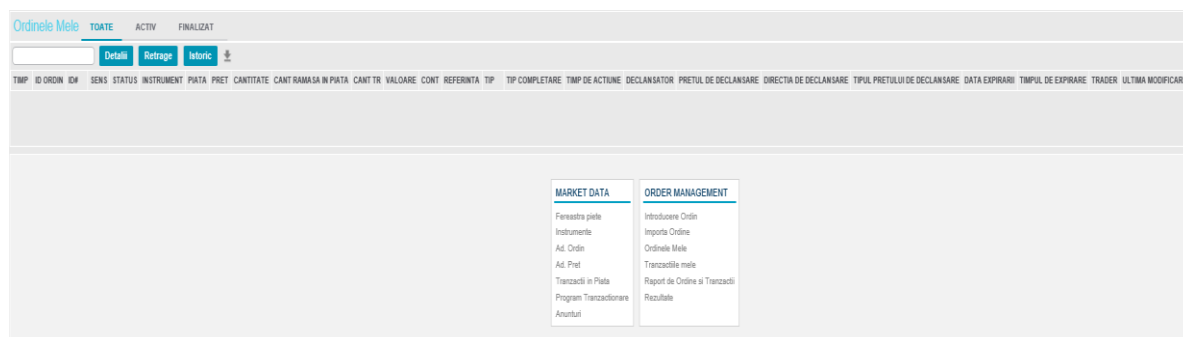 Ordinele Mele TOATE ACTIV FINALIZAT
Detalii Retrage Istoric
TIMP ID ORDIN ID# SENS STATUS INSTRUMENT PIATA PRET CANTITATE CANT RAMASA IN PIATA CANT TR VALOARE CONT REFERINTA TIP TIP COMPLETARE TIMP DE ACTIUNE DECLANSATOR PRETUL DE DECLANSARE DIRECTIA DE DECLANSARE TIPUL PRETULUI DE DECLANSARE DATA EXPIRARII TIMPUL DE EXPIRARE TRADER ULTIMA MODIFICAR
MARKET DATA
Fereastra piete
Instrumente
Ad. Ordin
Ad. Pret
Tranzactii in Piata
Program Tranzactionare
Anunturi
ORDER MANAGEMENT
Introducere Ordin
Importa Ordine
Ordinele Mele
Tranzactiile mele
Raport de Ordine si Tranzactii
Rezultate